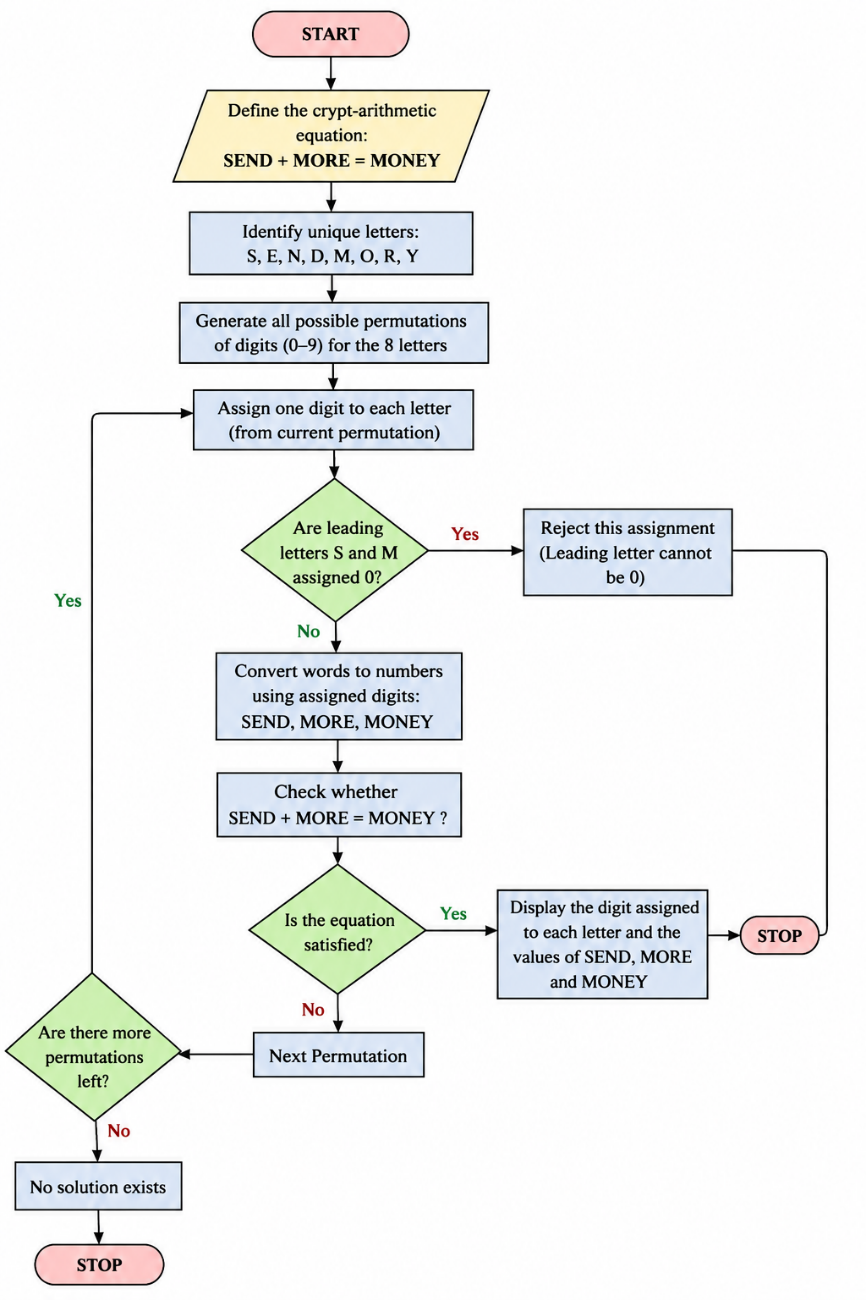 START
Define the crypt-arithmetic
equation:
SEND + MORE = MONEY
Identify unique letters:
S, E, N, D, M, O, R, Y
Generate all possible permutations
of digits (0–9) for the 8 letters
Assign one digit to each letter
(from current permutation)
Are leading
letters S and M
assigned 0?
Yes
Reject this assignment
(Leading letter cannot
be 0)
Yes
No
Convert words to numbers
using assigned digits:
SEND, MORE, MONEY
Check whether
SEND + MORE = MONEY ?
Is the equation
satisfied?
Yes
Display the digit assigned
to each letter and the
values of SEND, MORE
and MONEY
STOP
No
Next Permutation
Are there more
permutations
left?
No
No solution exists
STOP